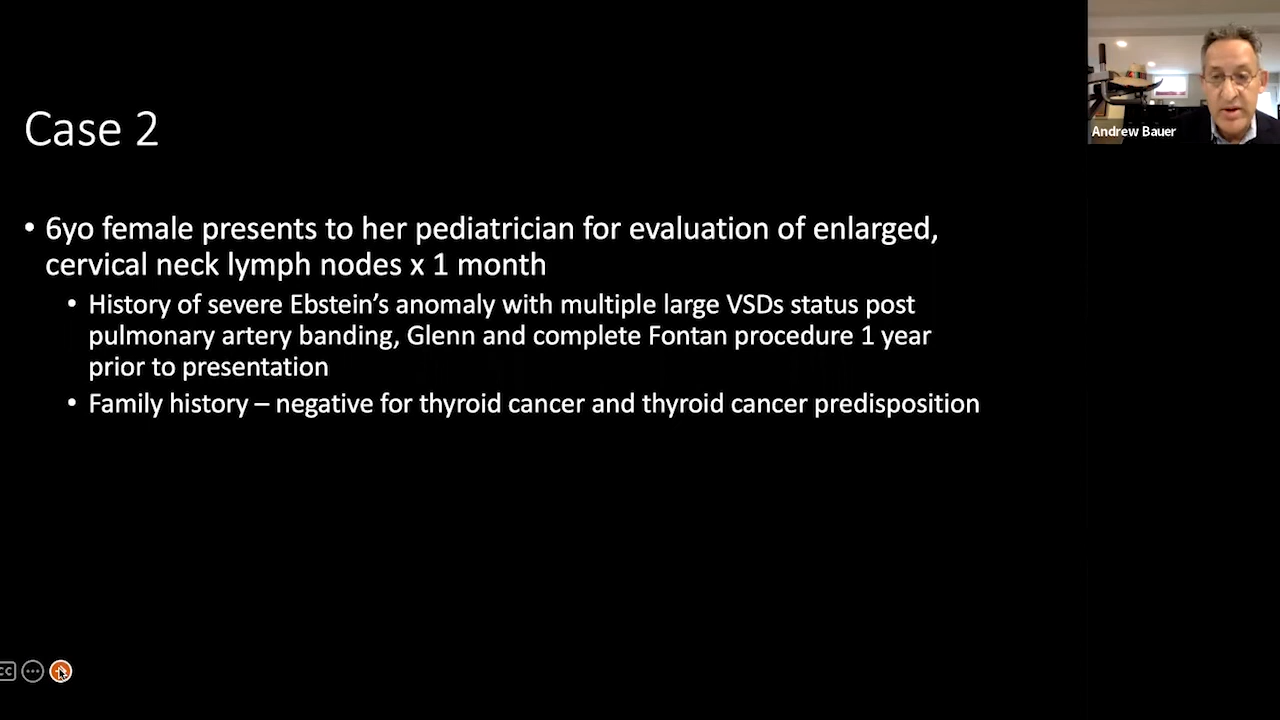 Andrew Bauer
Case 2
• 6yo female presents to her pediatrician for evaluation of enlarged,
cervical neck lymph nodes x 1 month
• History of severe Ebstein’s anomaly with multiple large VSDs status post
pulmonary artery banding, Glenn and complete Fontan procedure 1 year
prior to presentation
• Family history – negative for thyroid cancer and thyroid cancer predisposition
CC